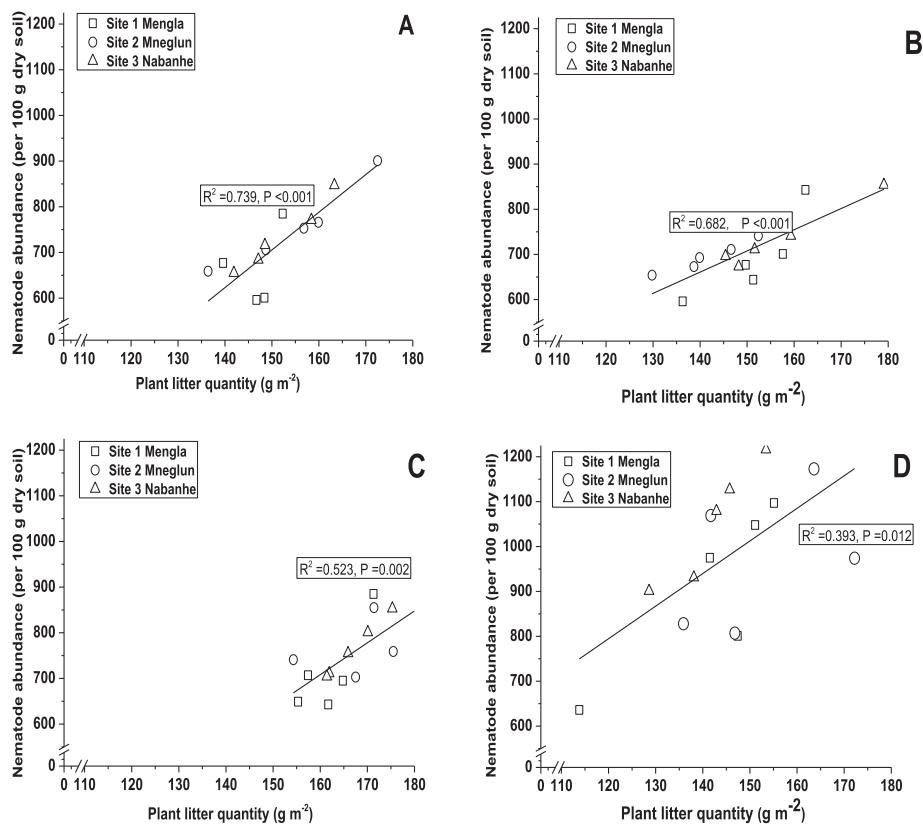 A
Site 1 Mengla
Site 2 Mneglun
Site 3 Nabanhe
R² =0.739, P <0.001
Nematode abundance (per 100 g dry soil)
1200
1100
1000
900
800
700
600
0
0 110 120 130 140 150 160 170 180
Plant litter quantity (g m⁻²)
B
Site 1 Mengla
Site 2 Mneglun
Site 3 Nabanhe
R² =0.682, P <0.001
Nematode abundance (per 100 g dry soil)
1200
1100
1000
900
800
700
600
0
0 110 120 130 140 150 160 170 180
Plant litter quantity (g m⁻²)
C
Site 1 Mengla
Site 2 Mneglun
Site 3 Nabanhe
R² =0.523, P =0.002
Nematode abundance (per 100 g dry soil)
1200
1100
1000
900
800
700
600
0
0 110 120 130 140 150 160 170 180
Plant litter quantity (g m⁻²)
D
Site 1 Mengla
Site 2 Mneglun
Site 3 Nabanhe
R² =0.393, P =0.012
Nematode abundance (per 100 g dry soil)
1200
1100
1000
900
800
700
600
0
0 110 120 130 140 150 160 170 180
Plant litter quantity (g m⁻²)